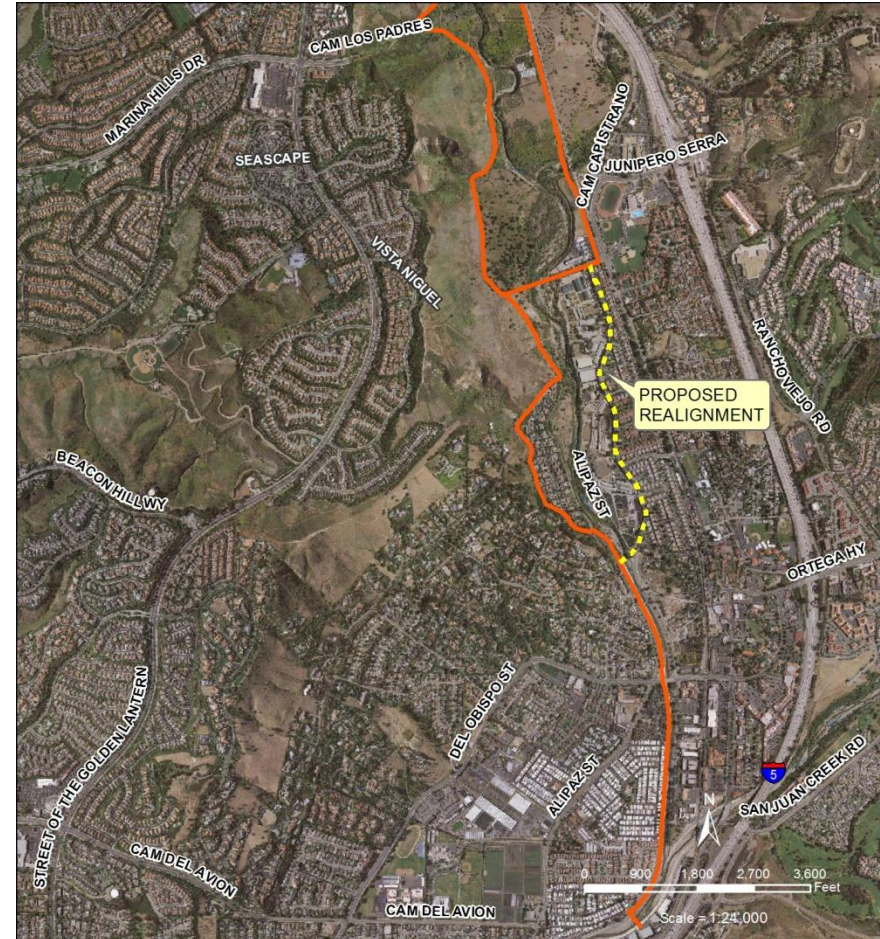 CAM LOS PADRES
MARINA HILLS DR
CAM CAPISTRANO
JUNIPERO SERRA
SEASCAPE
VISTA NIGUEL
RANCHO VIEJO RD
PROPOSED
REALIGNMENT
BEACON HILL WY
ALIPAZ ST
ORTEGA HY
STREET OF THE GOLDEN LANTERN
DEL OBISPO ST
ALIPAZ ST
5
SAN JUAN CREEK RD
N
CAM DEL AVION
0 900 1,800 2,700 3,600
Feet
CAM DEL AVION
Scale = 1:24,000